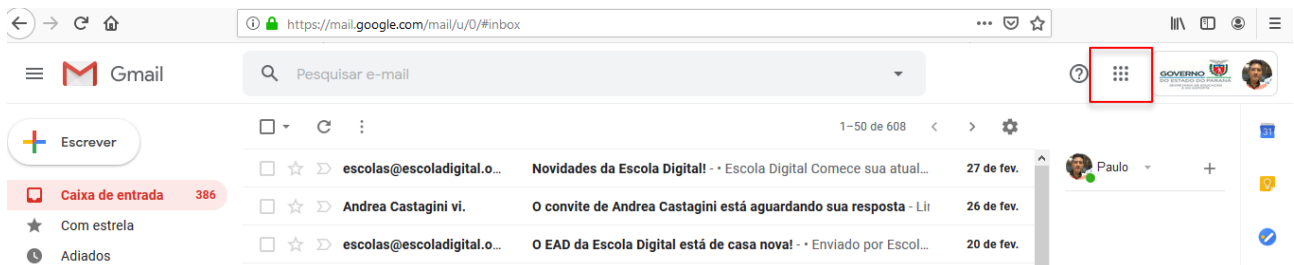 https://mail.google.com/mail/u/0/#inbox
Gmail
Pesquisar e-mail
GOVERNO
DO ESTADO DO PARANÁ
Escrever
1–50 de 608
31
Caixa de entrada 386
Com estrela
Adiados
escolas@escoladigital.o... Novidades da Escola Digital! - • Escola Digital Comece sua atual... 27 de fev.
Andrea Castagini vi. O convite de Andrea Castagini está aguardando sua resposta - Lin 26 de fev.
escolas@escoladigital.o... O EAD da Escola Digital está de casa nova! - • Enviado por Escol... 20 de fev.
Paulo